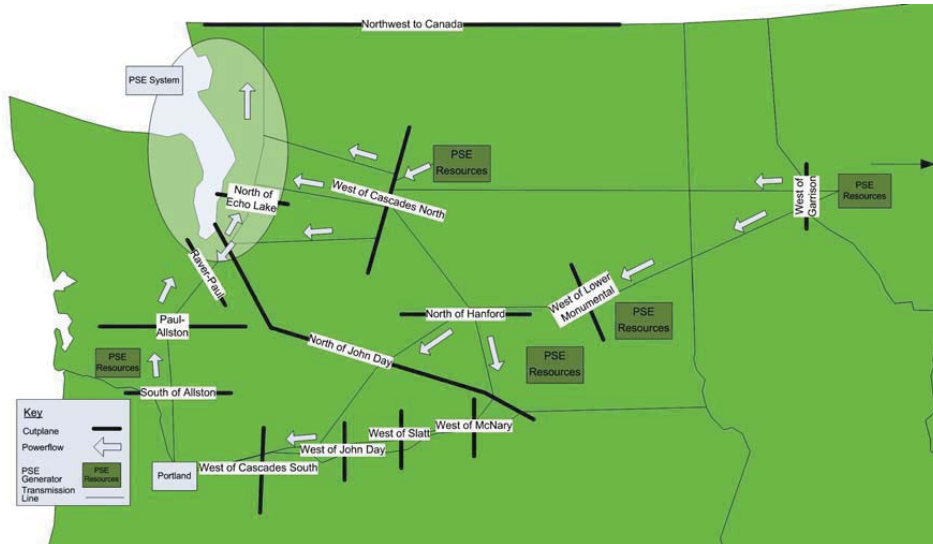 Northwest to Canada
PSE System
PSE
Resources
North of
Echo Lake
West of Cascades North
West of
Garrison
PSE
Resources
Raver-Paul
West of Lower
Monumental
North of Hanford
PSE
Resources
Paul-
Allston
North of John Day
PSE
Resources
PSE
Resources
South of Allston
Key
Cutplane
Powerflow
PSE
Generator
PSE
Resources
Transmission
Line
West of McNary
West of Slatt
West of John Day
West of Cascades South
Portland